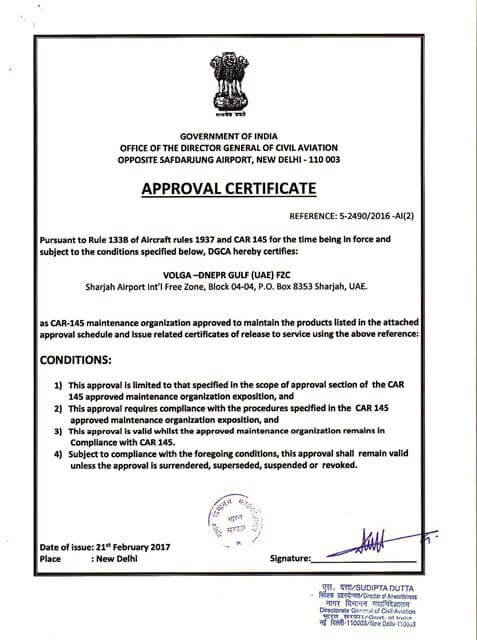 सत्यमेव जयते
GOVERNMENT OF INDIA
OFFICE OF THE DIRECTOR GENERAL OF CIVIL AVIATION
OPPOSITE SAFDARJUNG AIRPORT, NEW DELHI - 110 003
APPROVAL CERTIFICATE
REFERENCE: 5-2490/2016 -AI(2)
Pursuant to Rule 133B of Aircraft rules 1937 and CAR 145 for the time being in force and
subject to the conditions specified below, DGCA hereby certifies:
VOLGA –DNEPR GULF (UAE) FZC
Sharjah Airport Int'l Free Zone, Block 04-04, P.O. Box 8353 Sharjah, UAE.
as CAR-145 maintenance organization approved to maintain the products listed in the attached
approval schedule and Issue related certificates of release to service using the above reference:
CONDITIONS:
1) This approval is limited to that specified in the scope of approval section of the CAR
145 approved maintenance organization exposition, and
2) This approval requires compliance with the procedures specified in the CAR 145
approved maintenance organization exposition, and
3) This approval is valid whilst the approved maintenance organization remains in
Compliance with CAR 145.
4) Subject to compliance with the foregoing conditions, this approval shall remain valid
unless the approval is surrendered, superseded, suspended or revoked.
भारत
सरकार
Date of issue: 21st February 2017
Place : New Delhi
Signature:
एस. दत्ता/SUDIPTA DUTTA
Director of Airworthiness
नागर विमानन महानिदेशालय
Directorate General of Civil Aviation
भारत सरकार/Govt. of India
नई दिल्ली-110003/New Delhi-110003